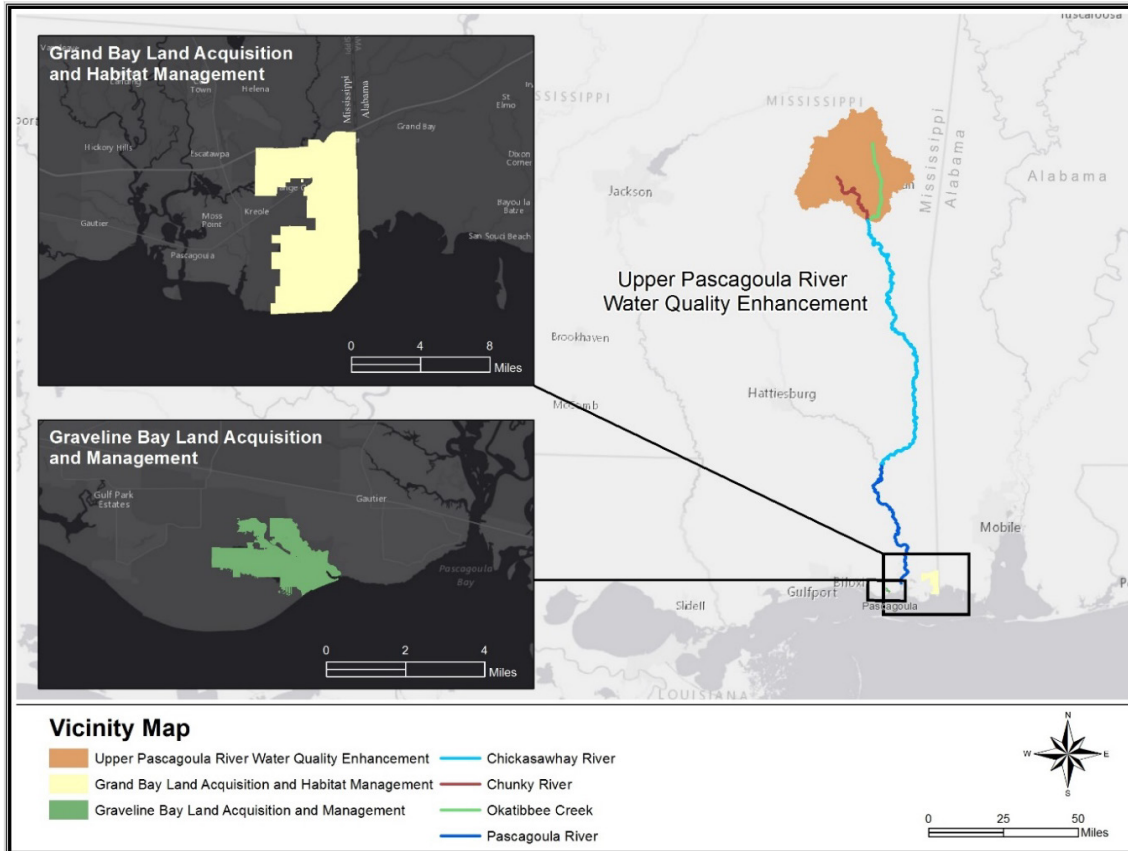 Grand Bay Land Acquisition
and Habitat Management
Mississippi
Alabama
Town
Helena
St
Elmo
Grand Bay
Hickory Hills
Escatawpa
Dixon
Corner
Moss
Point
Kreole
Bayou la
Batre
Gautier
San Souci Beach
Pascagoula
0 4 8
Miles
Graveline Bay Land Acquisition
and Management
Gulf Park
Estates
Gautier
Pascagoula
Bay
0 2 4
Miles
Tuscaloosa
MISSISSIPPI
Jackson
MISSISSIPPI
ALABAMA
Mississippi
Alabama
Upper Pascagoula River
Water Quality Enhancement
Brookhaven
McComb
Hattiesburg
Mobile
Biloxi
Gulfport
Pascagoula
Slidell
LOUISIANA
Vicinity Map
Upper Pascagoula River Water Quality Enhancement
Grand Bay Land Acquisition and Habitat Management
Graveline Bay Land Acquisition and Management
Chickasawhay River
Chunky River
Okatibbee Creek
Pascagoula River
N
W E
S
0 25 50
Miles